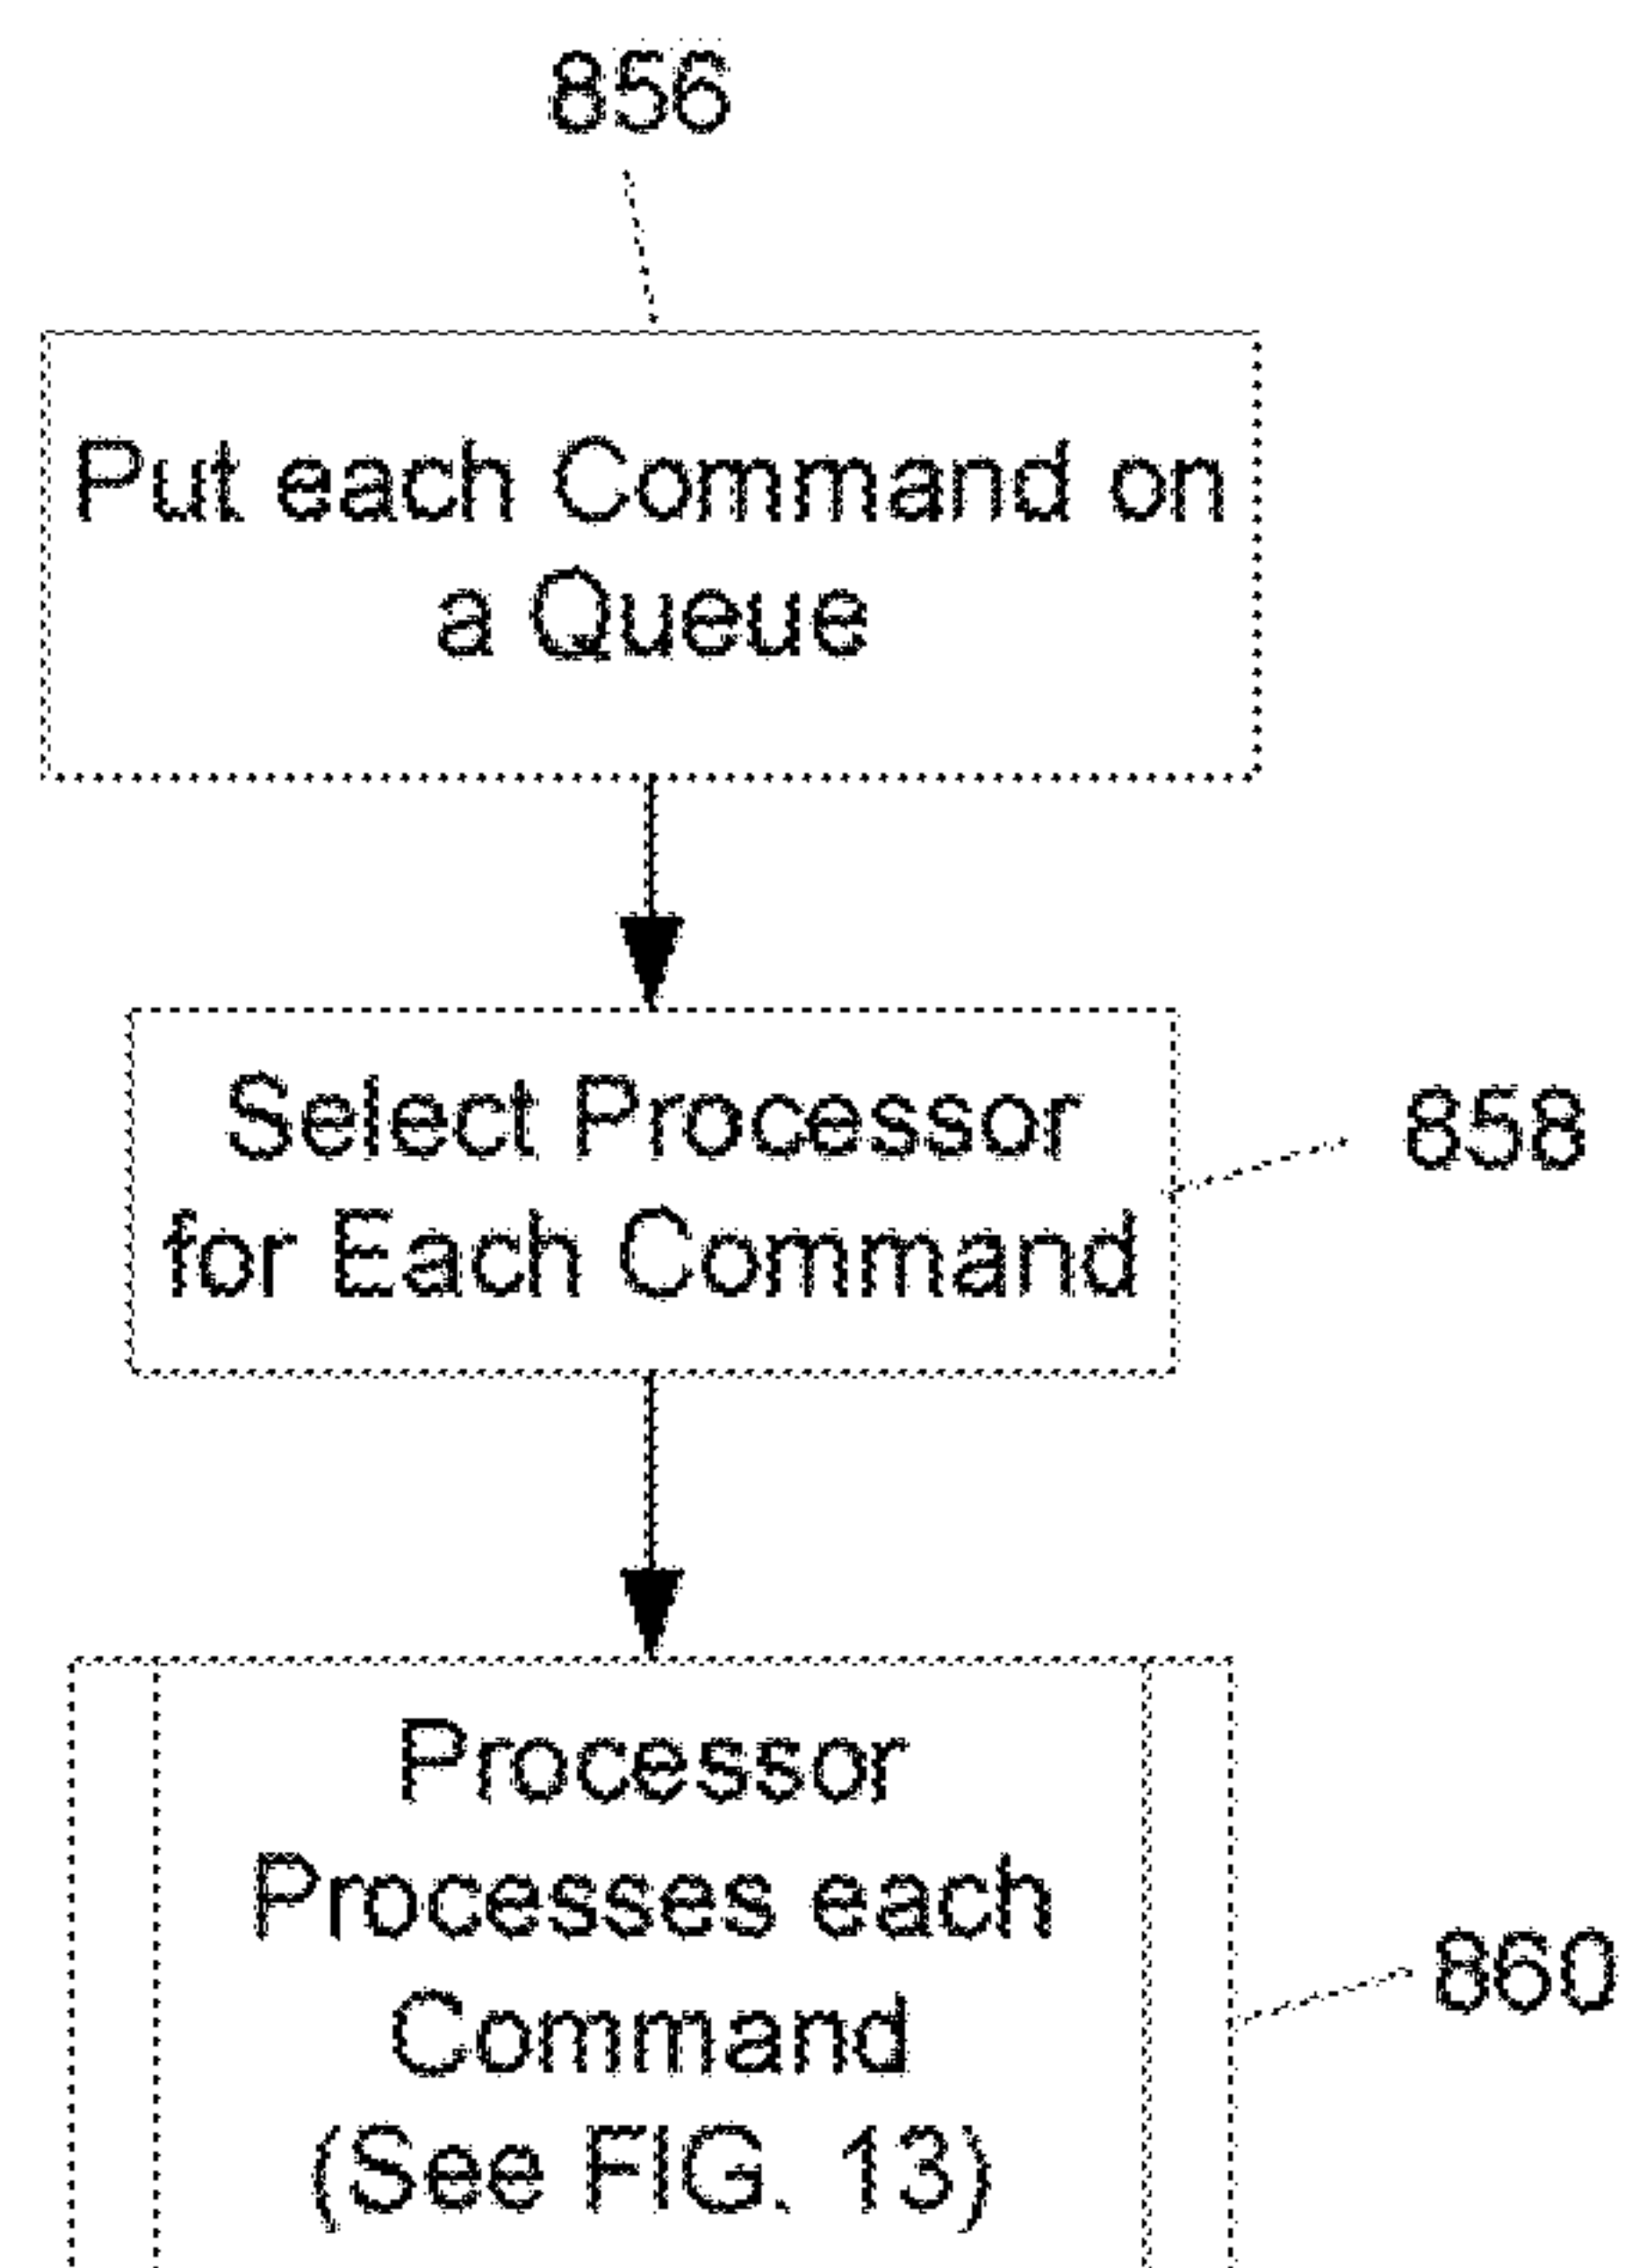 856
Put each Command on
a Queue
Select Processor
for Each Command
858
Processor
Processes each
Command
(See FIG. 13)
860